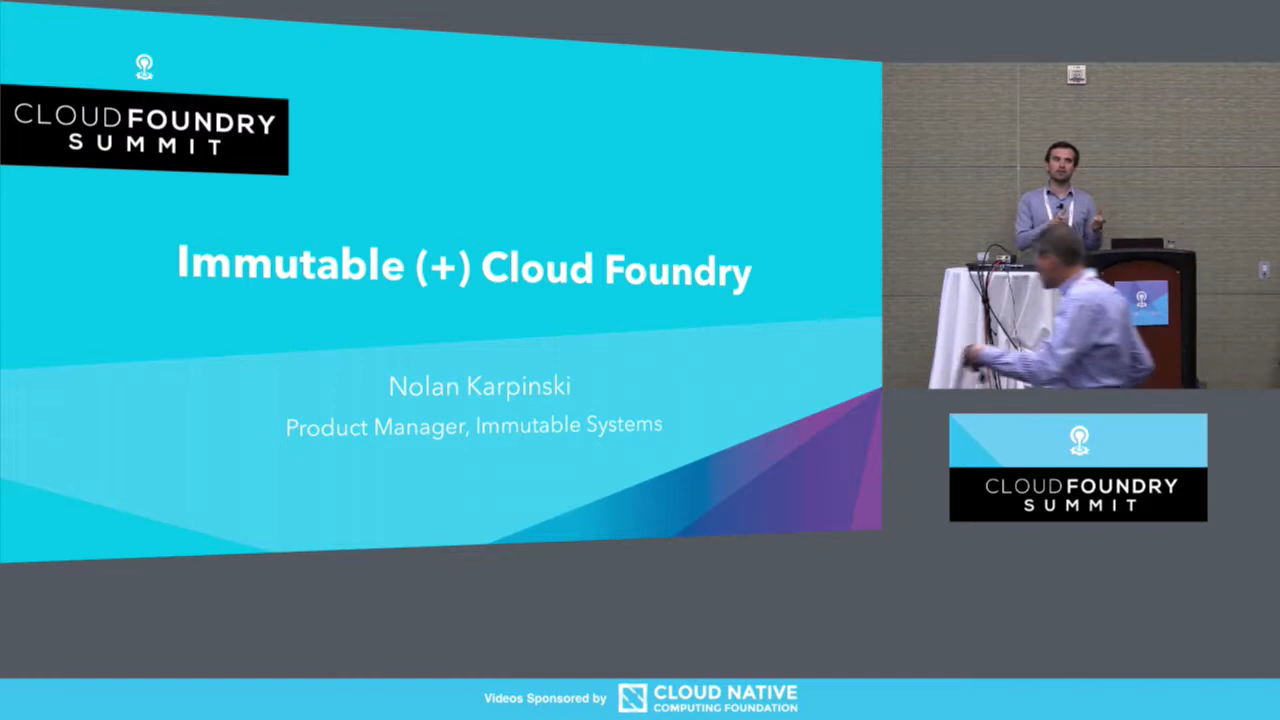 CLOUD FOUNDRY
SUMMIT
Immutable (+) Cloud Foundry
Nolan Karpinski
Product Manager, Immutable Systems
CLOUD FOUNDRY
SUMMIT
Videos Sponsored by
CLOUD NATIVE
COMPUTING FOUNDATION